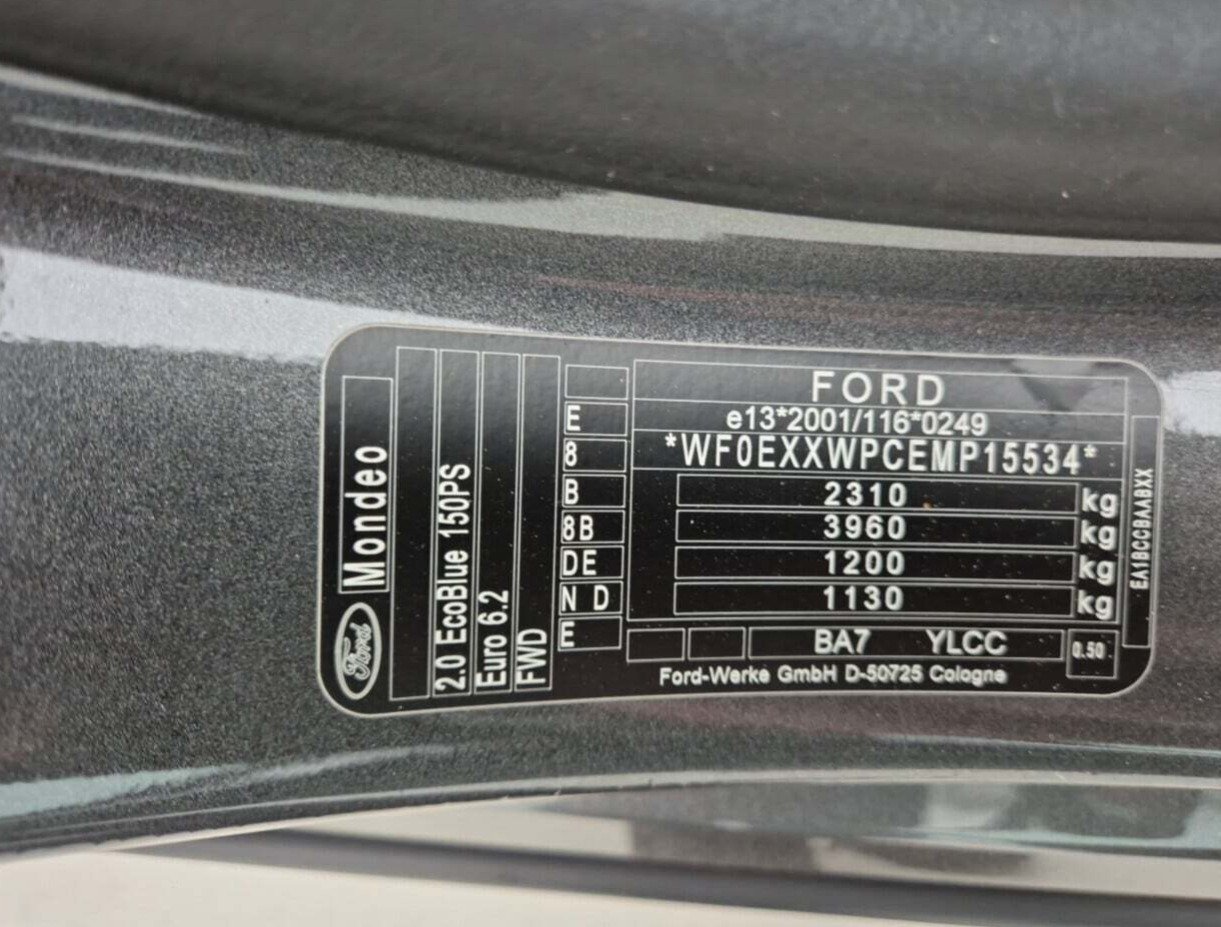 FORD
e13*2001/116*0249
*WF0EXXWPCEMP15534*
2310 kg
3960 kg
1200 kg
1130 kg
BA7 YLCC 0.50
Ford-Werke GmbH D-50725 Cologne
E
8
B
8B
DE
N D
E
Mondeo
Ford
2.0 EcoBlue 150PS
Euro 6.2
FWD
EA1BCCBAABXX